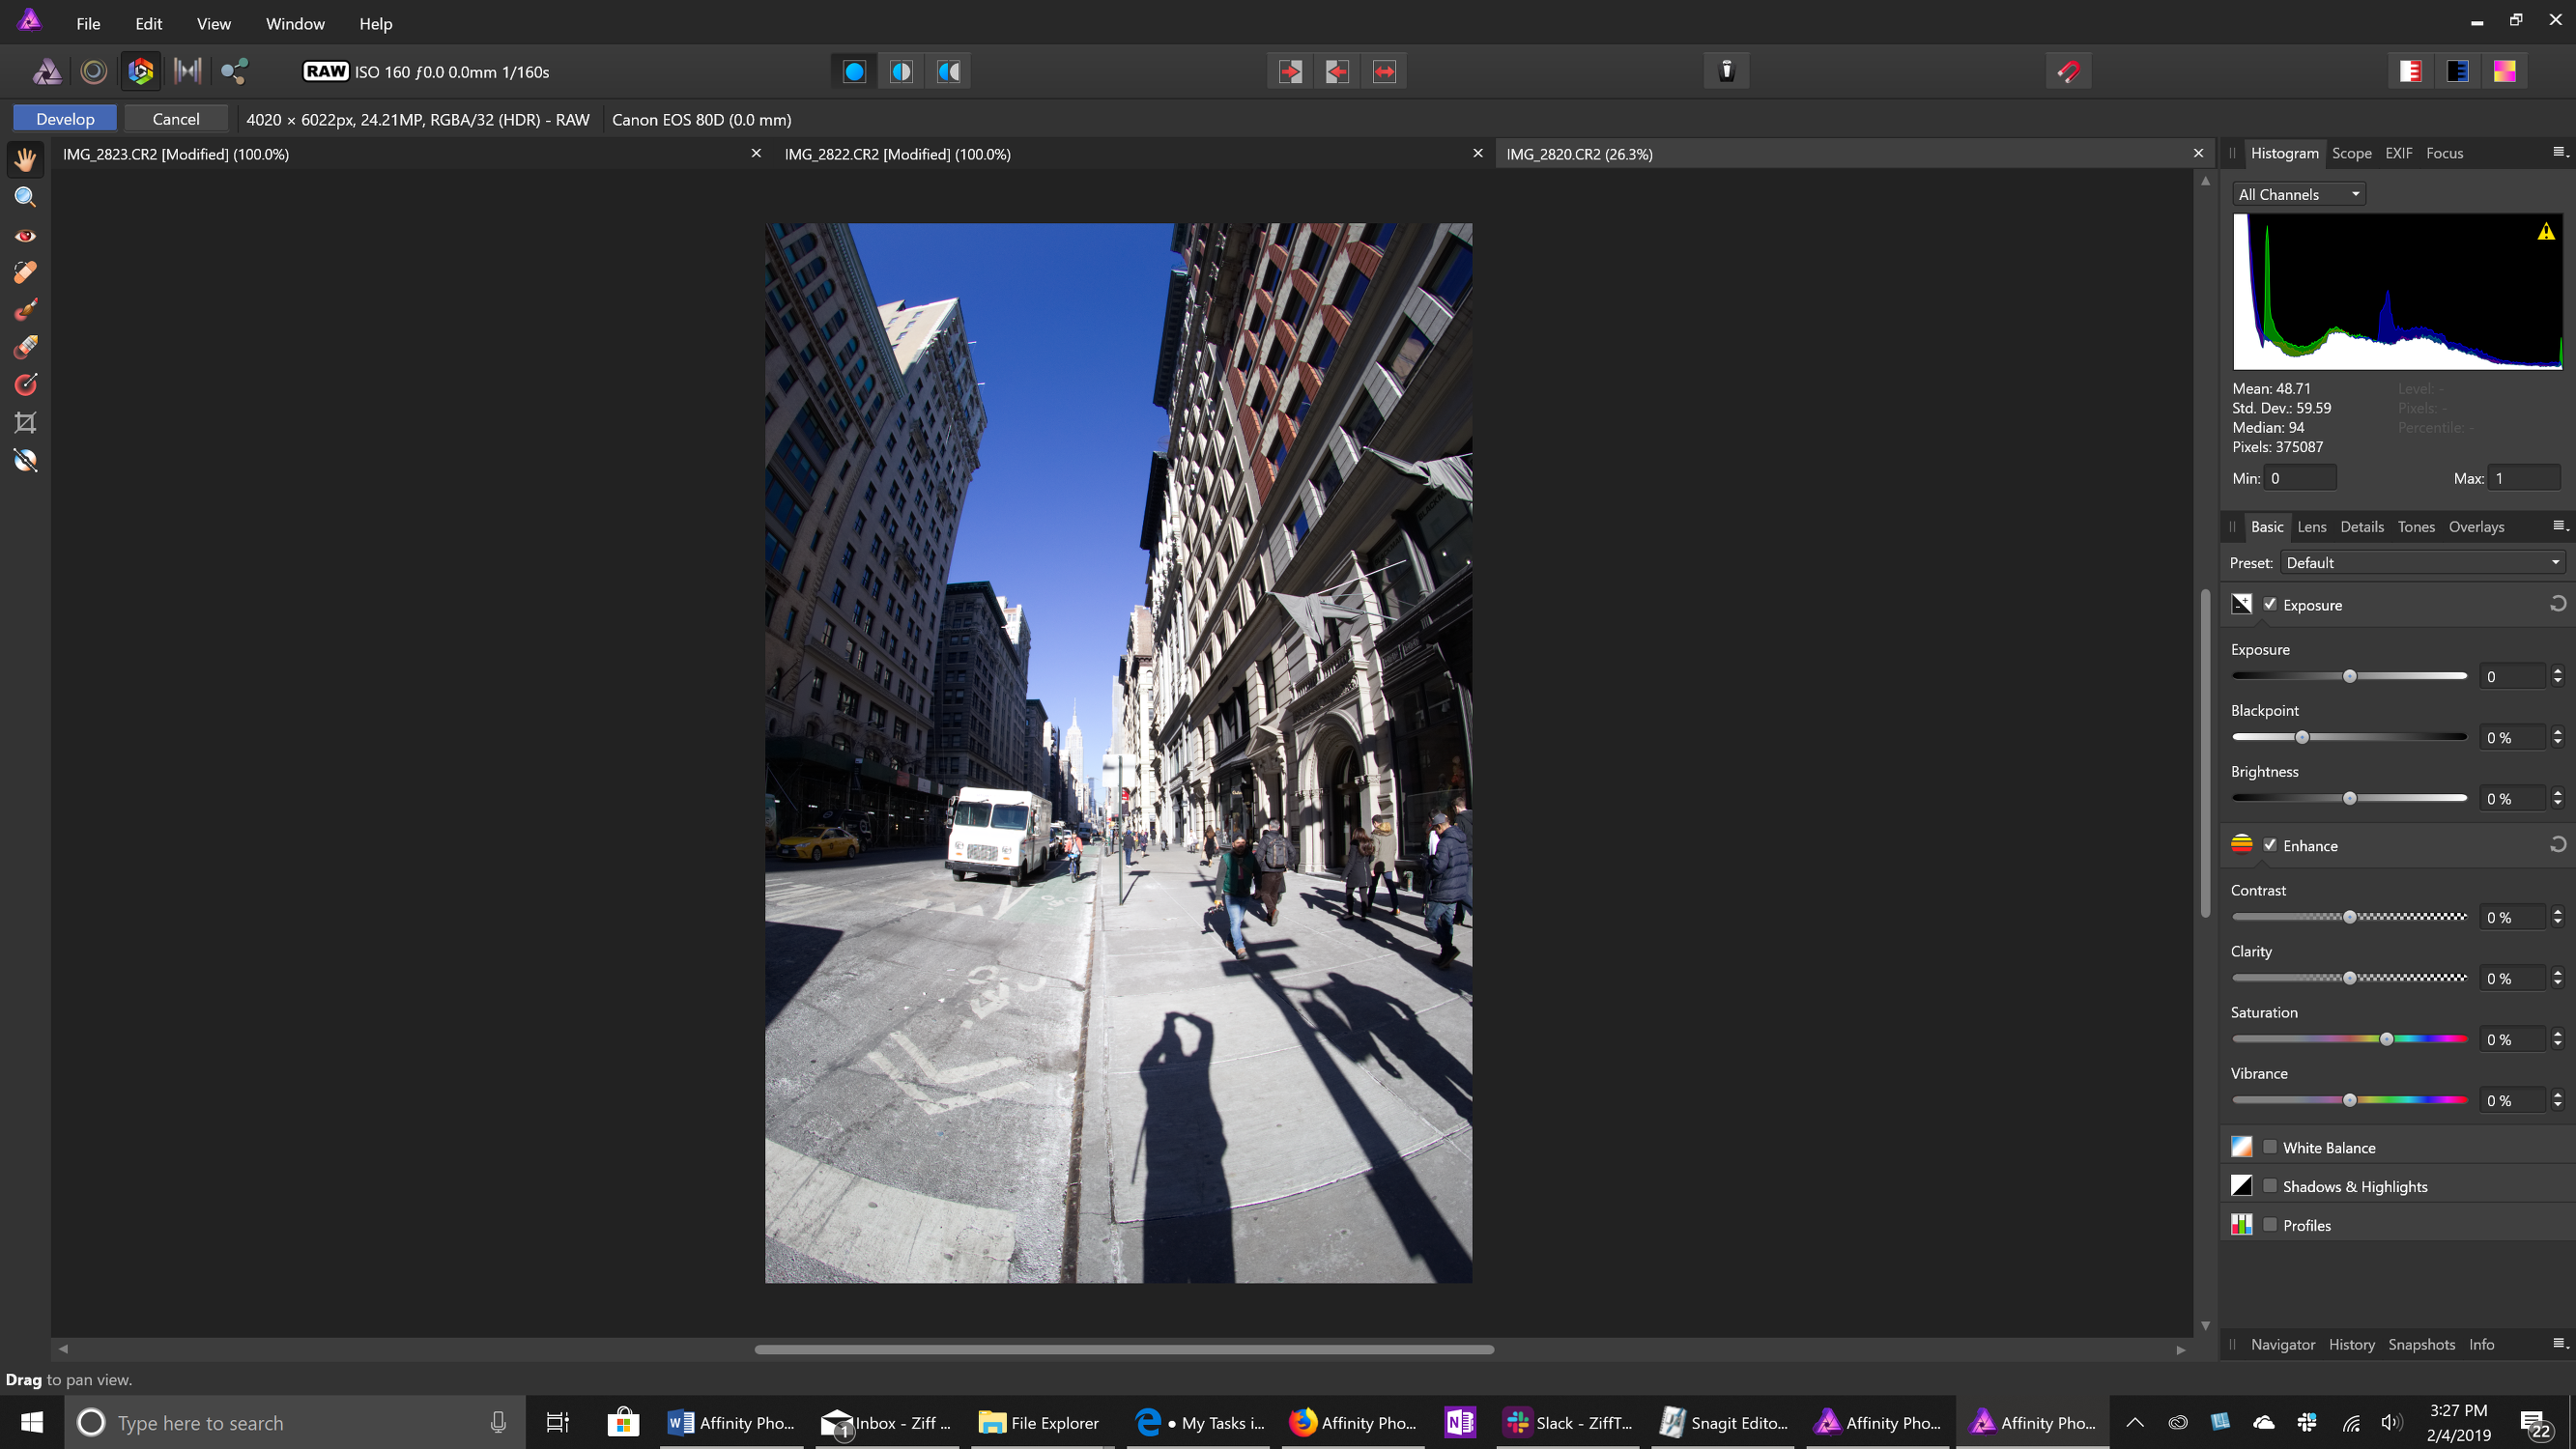 File Edit View Window Help
RAW ISO 160 ƒ0.0 0.0mm 1/160s
Develop Cancel 4020 × 6022px, 24.21MP, RGBA/32 (HDR) - RAW Canon EOS 80D (0.0 mm)
IMG_2823.CR2 [Modified] (100.0%) IMG_2822.CR2 [Modified] (100.0%) IMG_2820.CR2 (26.3%)
Histogram Scope EXIF Focus
All Channels
Mean: 48.71 Level: -
Std. Dev.: 59.59 Pixels: -
Median: 94 Percentile: -
Pixels: 375087
Min: 0 Max: 1
Basic Lens Details Tones Overlays
Preset: Default
Exposure
Exposure
0
Blackpoint
0 %
Brightness
0 %
Enhance
Contrast
0 %
Clarity
0 %
Saturation
0 %
Vibrance
0 %
White Balance
Shadows & Highlights
Profiles
Navigator History Snapshots Info
Drag to pan view.
Type here to search
Affinity Pho... Inbox - Ziff ... File Explorer • My Tasks i... Affinity Pho... Slack - ZiffT... Snagit Edito... Affinity Pho... Affinity Pho...
1
3:27 PM
2/4/2019
22